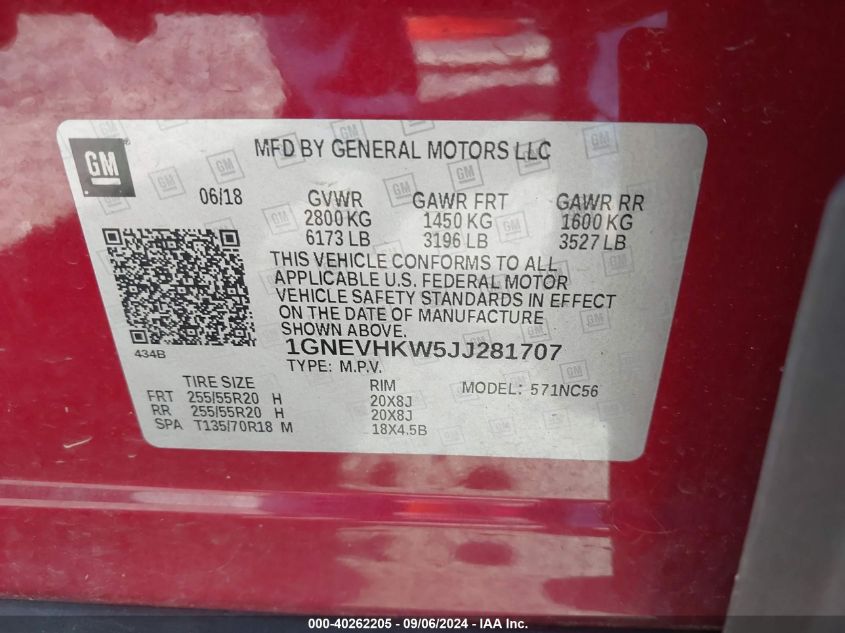 GM
MFD BY GENERAL MOTORS LLC
06/18 GVWR GAWR FRT GAWR RR
2800 KG 1450 KG 1600 KG
6173 LB 3196 LB 3527 LB
THIS VEHICLE CONFORMS TO ALL
APPLICABLE U.S. FEDERAL MOTOR
VEHICLE SAFETY STANDARDS IN EFFECT
ON THE DATE OF MANUFACTURE
SHOWN ABOVE.
434B
1GNEVHKW5JJ281707
TYPE: M.P.V.
TIRE SIZE RIM MODEL: 571NC56
FRT 255/55R20 H 20X8J
RR 255/55R20 H 20X8J
SPA T135/70R18 M 18X4.5B
000-40262205 - 09/06/2024 - IAA Inc.